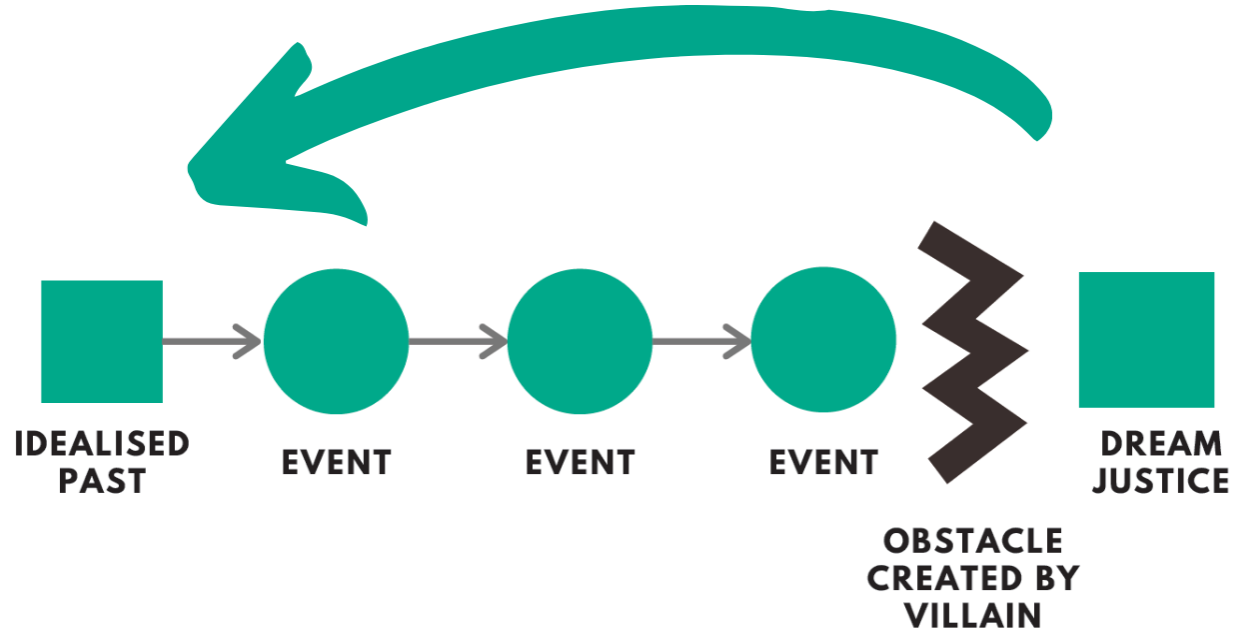 IDEALISED
PAST
EVENT
EVENT
EVENT
OBSTACLE
CREATED BY
VILLAIN
DREAM
JUSTICE